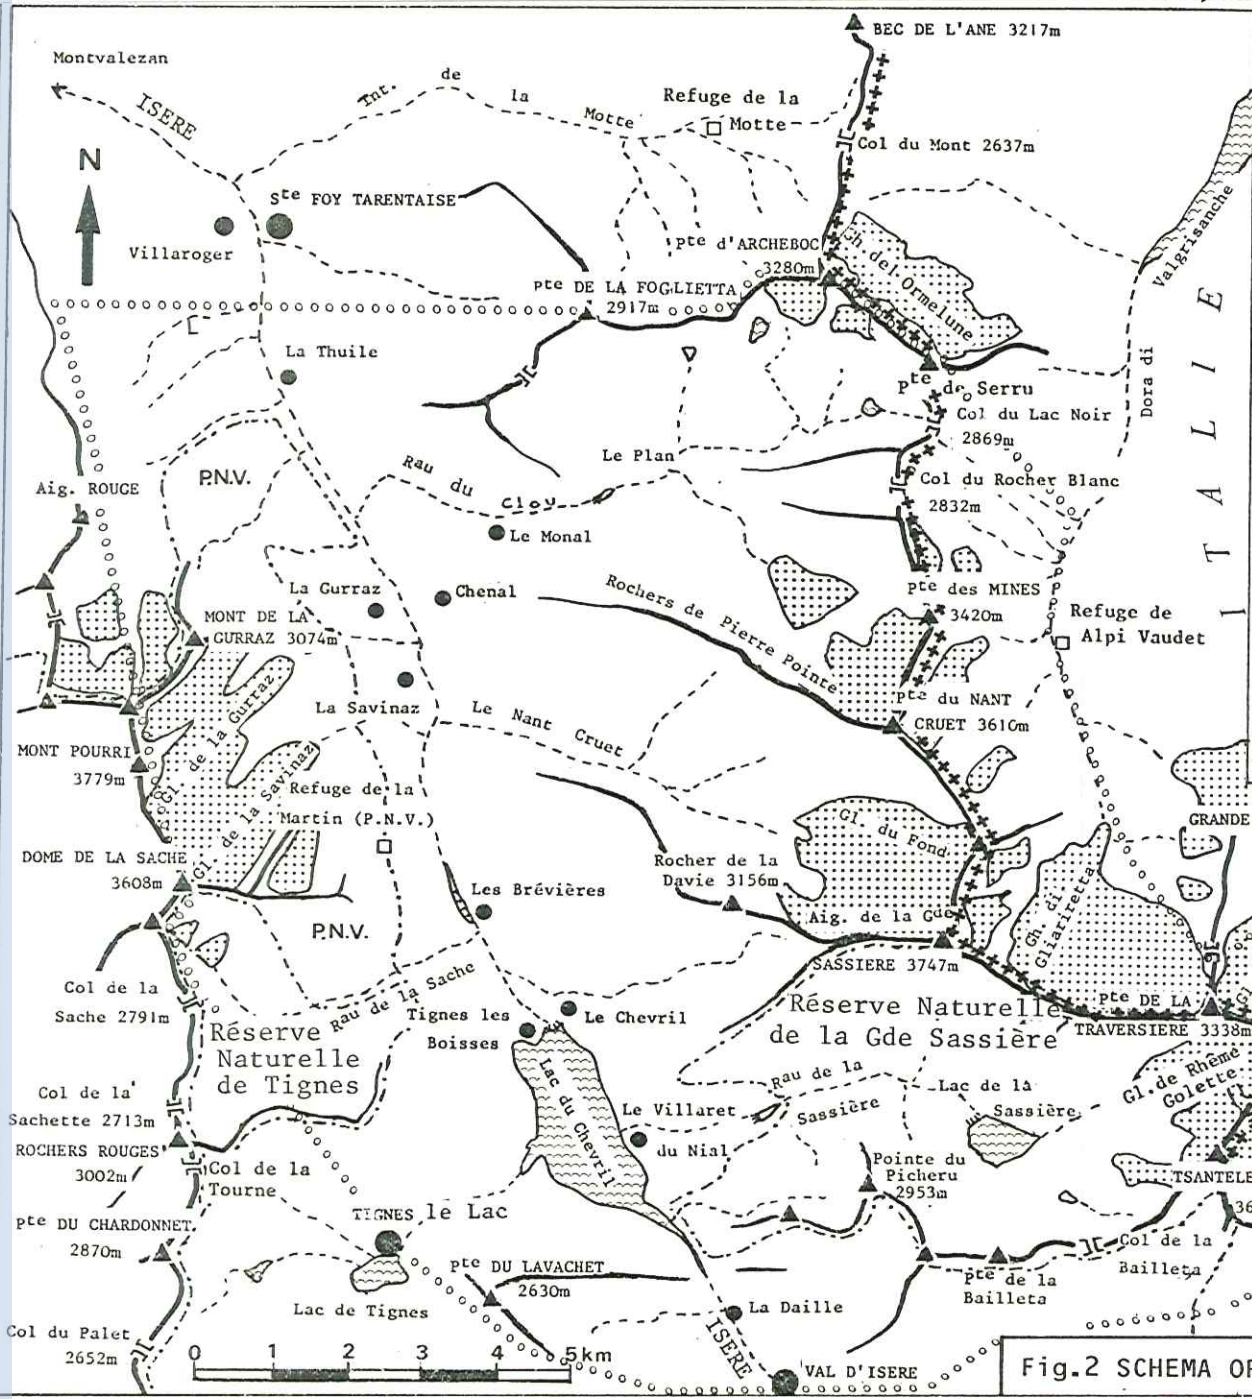 BEC DE L'ANE 3217m
Montvalezan
ISERE
Int. de la Motte
Refuge de la
Motte
Col du Mont 2637m
N
Ste FOY TARENTAISE
Villaroger
Valgrisanche
Pte d'ARCHEBOC
3280m
Gh. del Ormelune
Pte DE LA FOGLIETTA
2917m
La Thuile
Dora di
ITALIE
Pte de Serru
Col du Lac Noir
2869m
Le Plan
Rau du Clou
P.N.V.
Aig. ROUGE
Col du Rocher Blanc
2832m
Le Monal
La Gurraz
Chenal
Rochers de Pierre Pointe
Pte des MINES
3420m
Refuge de
Alpi Vaudet
MONT DE LA
GURRAZ 3074m
La Savinaz
Le Nant Cruet
Pte du NANT
CRUET 3610m
MONT POURRI
3779m
Gl. de la Gurraz
Gl. de la Savinaz
Refuge de la
Martin (P.N.V.)
GRANDE
Gl. du Fond
DOME DE LA SACHE
3608m
Rocher de la
Davie 3156m
Les Brévières
Aig. de la Gde
SASSIERE 3747m
Gh. di
Gliariretta
P.N.V.
Col de la
Sache 2791m
Rau de la Sache
Tignes les
Boisses
Le Chevril
Réserve Naturelle
de la Gde Sassière
Pte DE LA
TRAVERSIERE 3338m
Gl.
Réserve
Naturelle
de Tignes
Lac du
Chevril
Rau de la
Sassière
Lac de la
Sassière
Gl. de Rhême
Golette
Col de la
Sachette 2713m
Le Villaret
du Nial
ROCHERS ROUGES
3002m
Col de la
Tourne
Pointe du
Picheru
2953m
TSANTELE
36
Pte DU CHARDONNET
2870m
TIGNES le Lac
Col de la
Bailleta
Pte DU LAVACHET
2630m
Pte de la
Bailleta
Lac de Tignes
La Daille
ISERE
Col du Palet
2652m
0 1 2 3 4 5km
VAL D'ISERE
Fig.2 SCHEMA OR